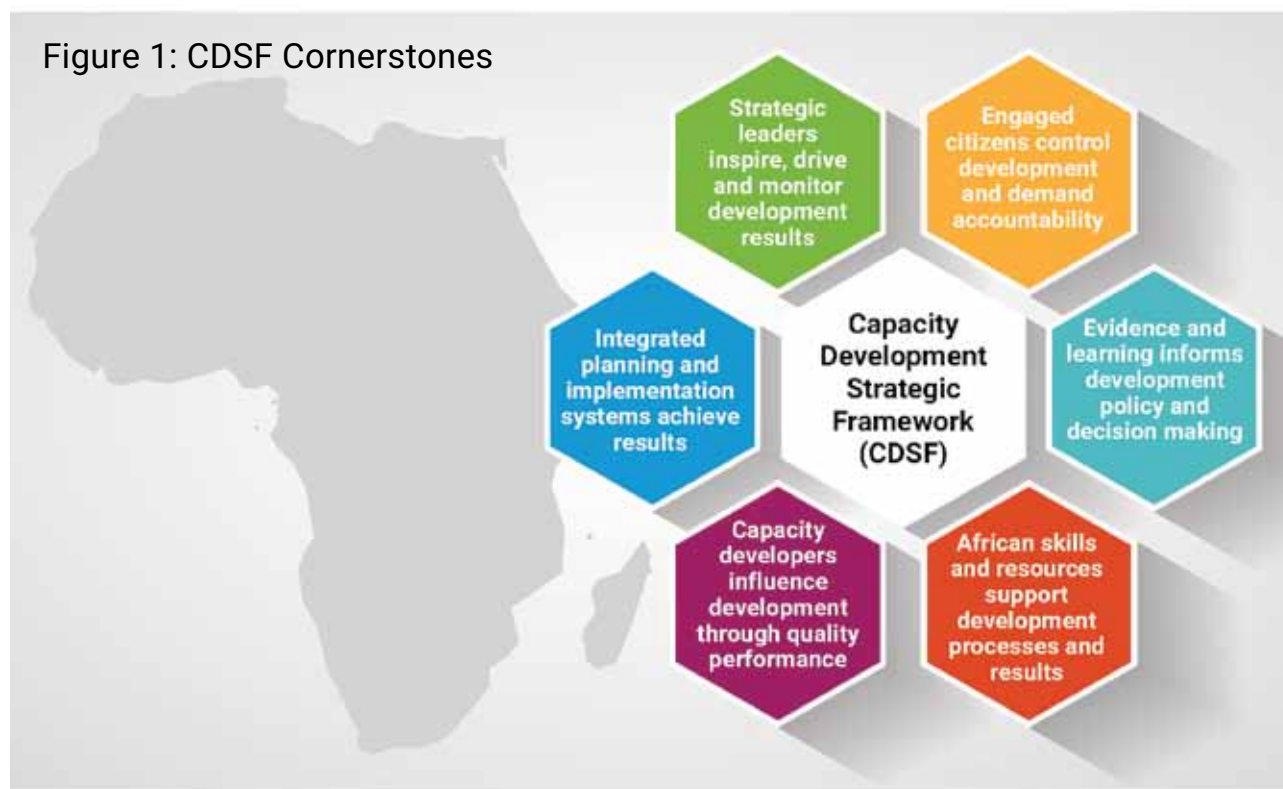 Figure 1: CDSF Cornerstones
Strategic
leaders
inspire, drive
and monitor
development
results
Engaged
citizens control
development
and demand
accountability
Integrated
planning and
implementation
systems achieve
results
Capacity
Development
Strategic
Framework
(CDSF)
Evidence and
learning informs
development
policy and
decision making
Capacity
developers
influence
development
through quality
performance
African skills
and resources
support
development
processes and
results